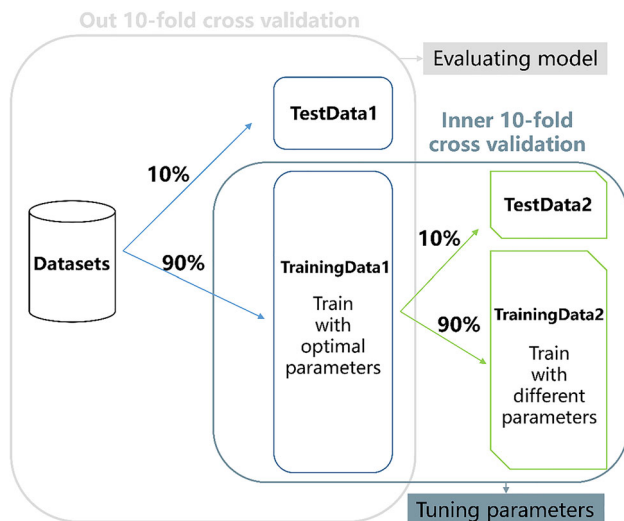 Out 10-fold cross validation
Evaluating model
TestData1
Inner 10-fold
cross validation
10%
TestData2
Datasets
90%
TrainingData1
Train
with
optimal
parameters
10%
90%
TrainingData2
Train
with
different
parameters
Tuning parameters